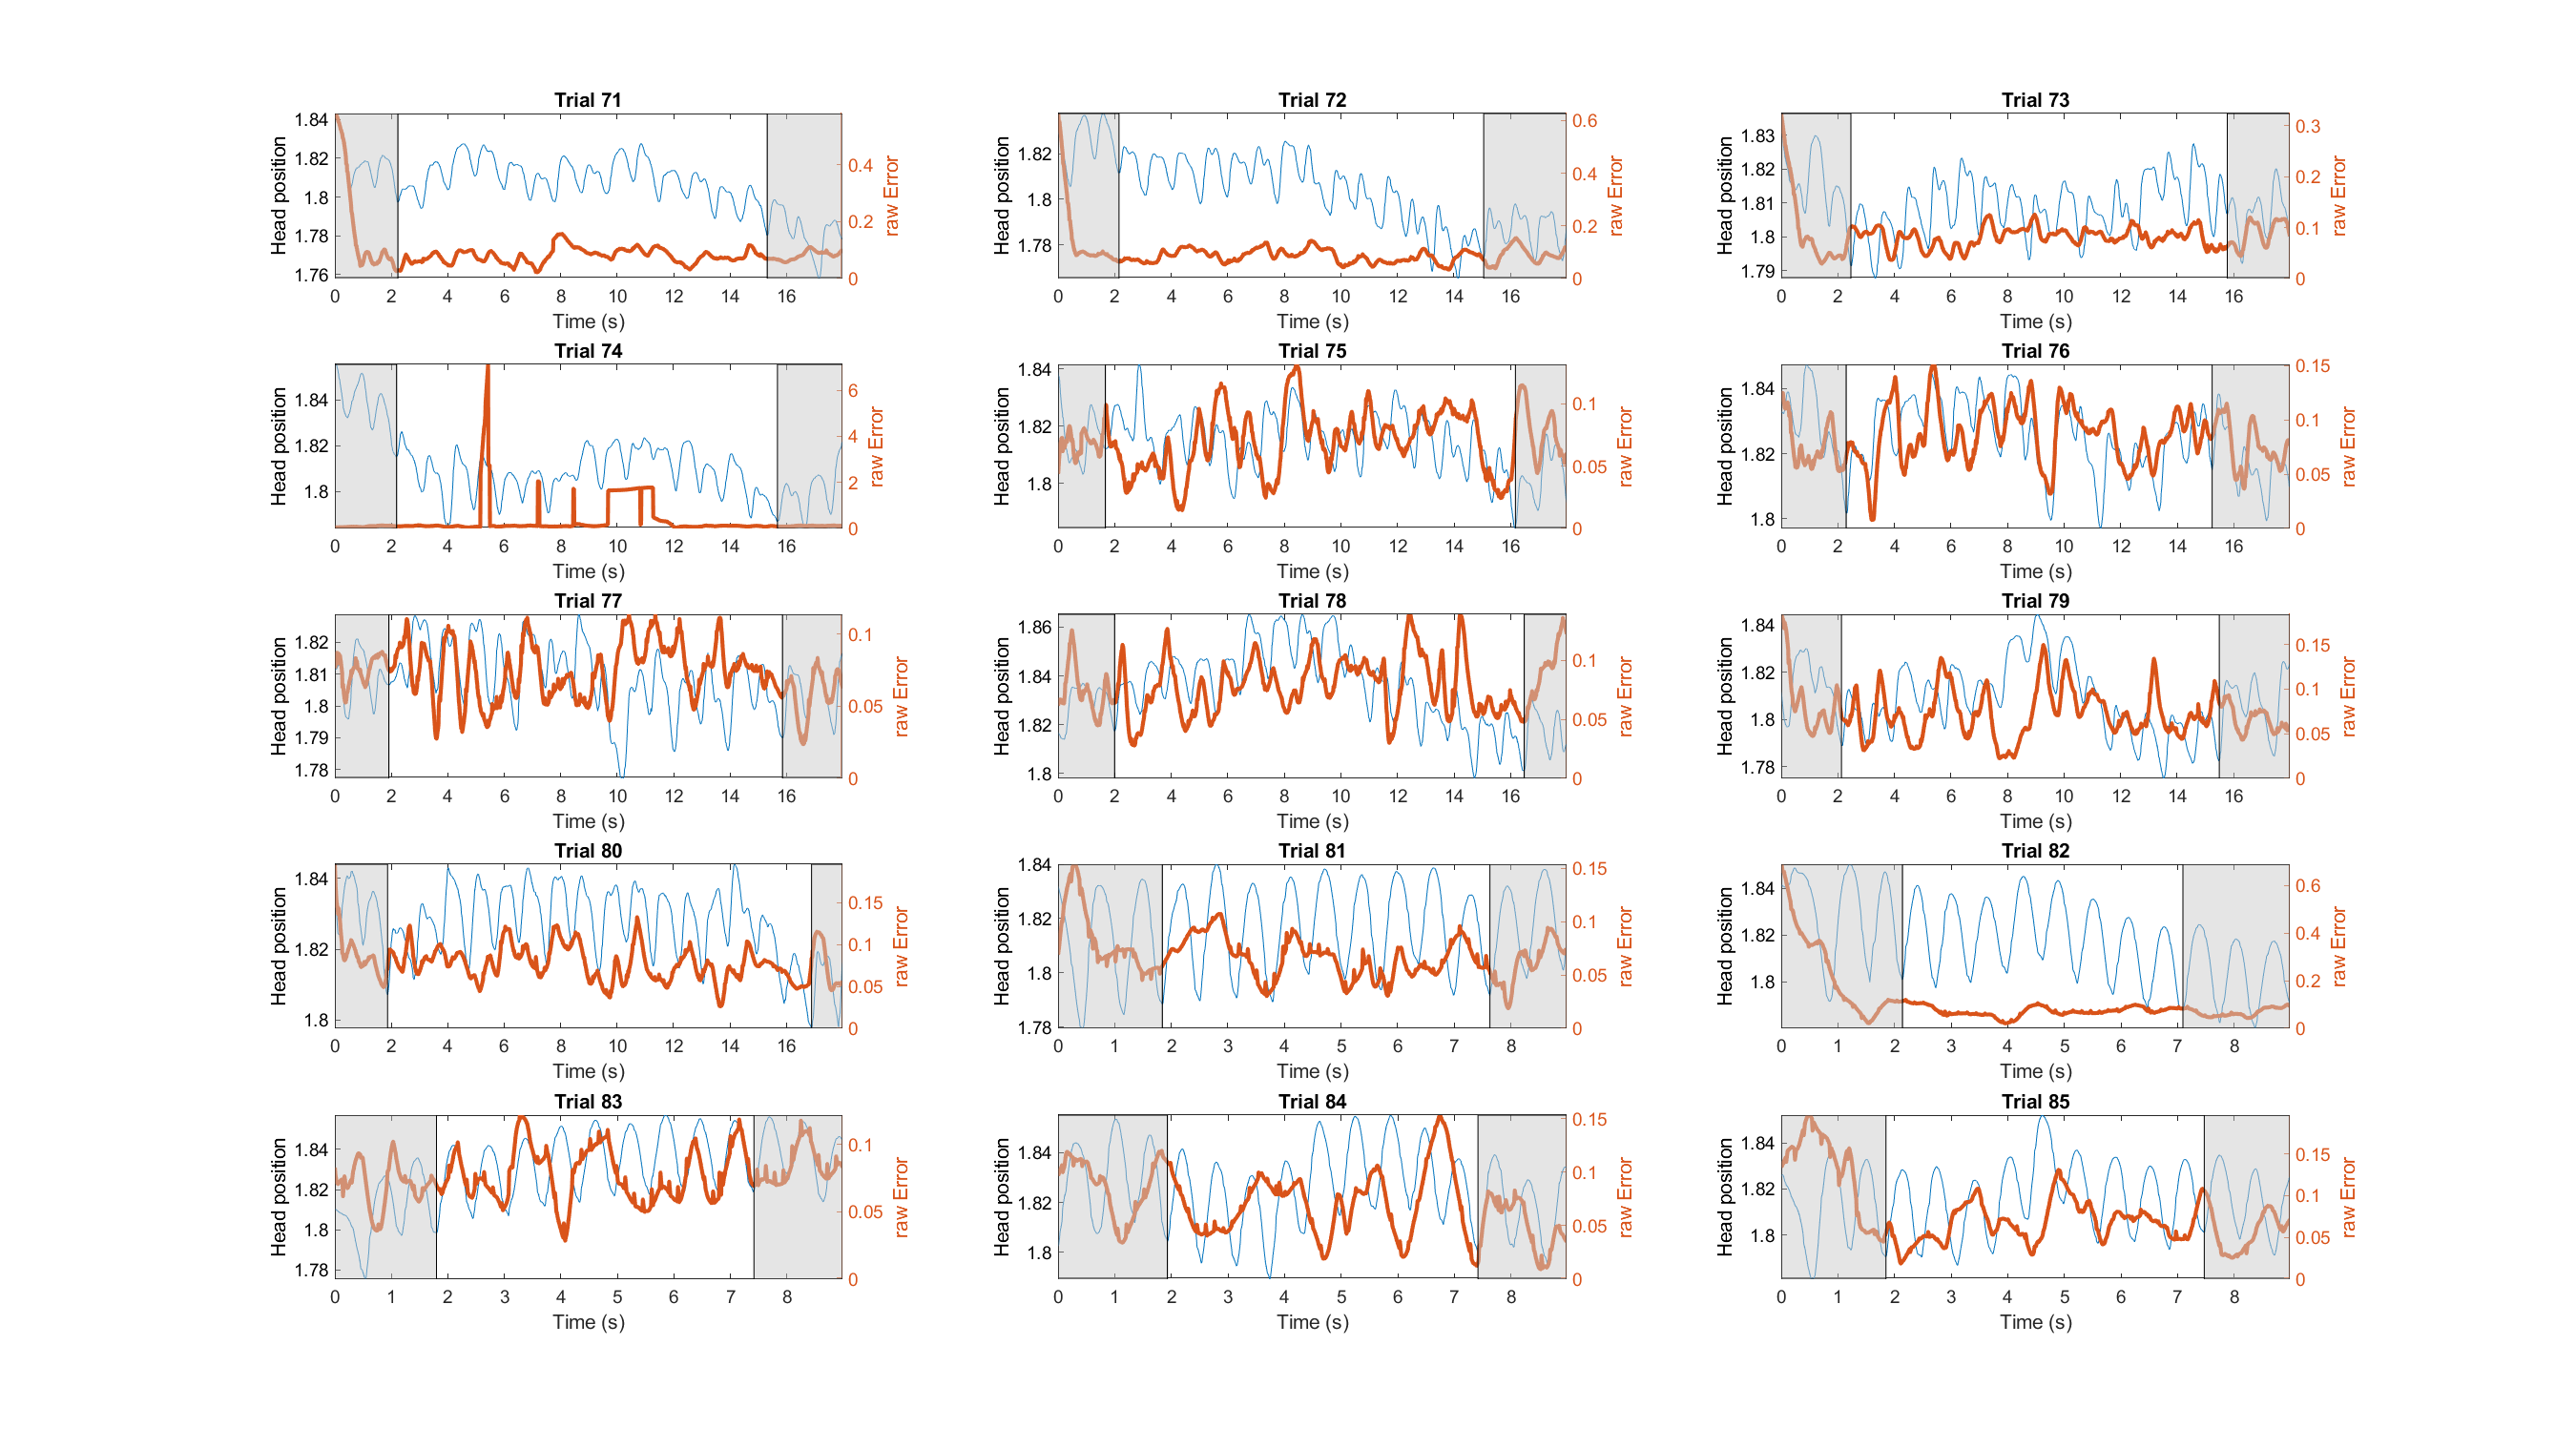 Trial 71
Head position
1.84
1.82
1.8
1.78
1.76
0.4
0.2
0
raw Error
0 2 4 6 8 10 12 14 16
Time (s)
Trial 72
Head position
1.82
1.8
1.78
0.6
0.4
0.2
0
raw Error
0 2 4 6 8 10 12 14 16
Time (s)
Trial 73
Head position
1.83
1.82
1.81
1.8
1.79
0.3
0.2
0.1
0
raw Error
0 2 4 6 8 10 12 14 16
Time (s)
Trial 74
Head position
1.84
1.82
1.8
6
4
2
0
raw Error
0 2 4 6 8 10 12 14 16
Time (s)
Trial 75
Head position
1.84
1.82
1.8
0.1
0.05
0
raw Error
0 2 4 6 8 10 12 14 16
Time (s)
Trial 76
Head position
1.84
1.82
1.8
0.15
0.1
0.05
0
raw Error
0 2 4 6 8 10 12 14 16
Time (s)
Trial 77
Head position
1.82
1.81
1.8
1.79
1.78
0.1
0.05
0
raw Error
0 2 4 6 8 10 12 14 16
Time (s)
Trial 78
Head position
1.86
1.84
1.82
1.8
0.1
0.05
0
raw Error
0 2 4 6 8 10 12 14 16
Time (s)
Trial 79
Head position
1.84
1.82
1.8
1.78
0.15
0.1
0.05
0
raw Error
0 2 4 6 8 10 12 14 16
Time (s)
Trial 80
Head position
1.84
1.82
1.8
0.15
0.1
0.05
0
raw Error
0 2 4 6 8 10 12 14 16
Time (s)
Trial 81
Head position
1.84
1.82
1.8
1.78
0.15
0.1
0.05
0
raw Error
0 1 2 3 4 5 6 7 8
Time (s)
Trial 82
Head position
1.84
1.82
1.8
0.6
0.4
0.2
0
raw Error
0 1 2 3 4 5 6 7 8
Time (s)
Trial 83
Head position
1.84
1.82
1.8
1.78
0.1
0.05
0
raw Error
0 1 2 3 4 5 6 7 8
Time (s)
Trial 84
Head position
1.84
1.82
1.8
0.15
0.1
0.05
0
raw Error
0 1 2 3 4 5 6 7 8
Time (s)
Trial 85
Head position
1.84
1.82
1.8
0.15
0.1
0.05
0
raw Error
0 1 2 3 4 5 6 7 8
Time (s)